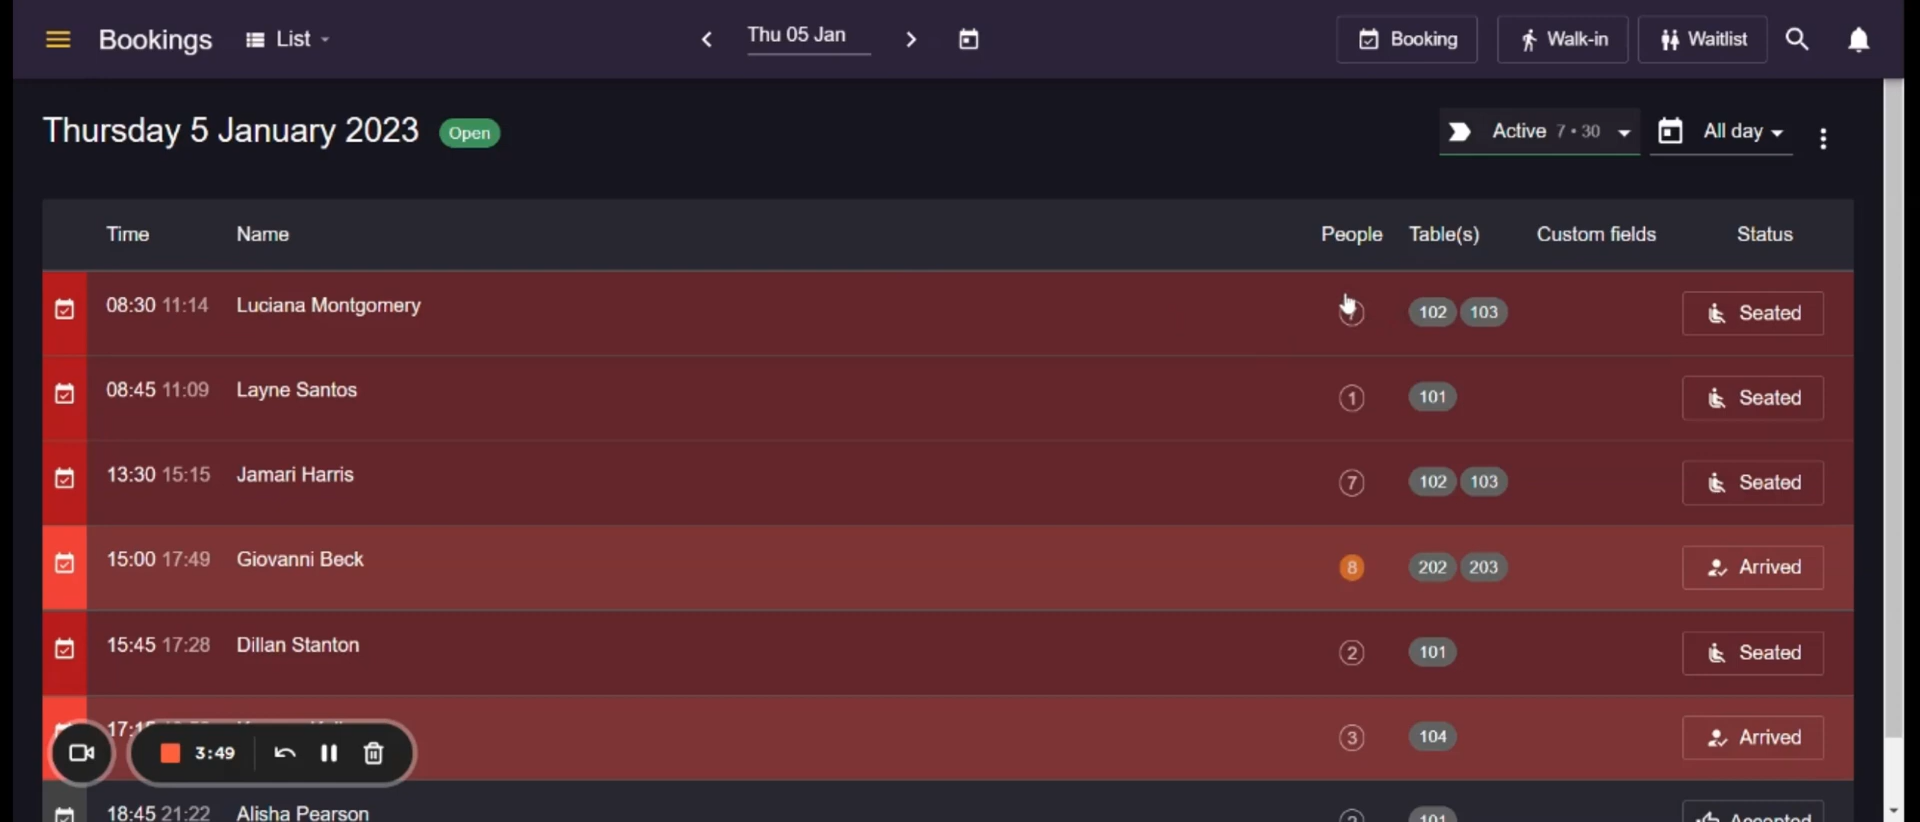 Bookings List Thu 05 Jan Booking Walk-in Waitlist
Thursday 5 January 2023 Open Active 7 • 30 All day
Time Name People Table(s) Custom fields Status
08:30 11:14 Luciana Montgomery 102 103 Seated
08:45 11:09 Layne Santos 1 101 Seated
13:30 15:15 Jamari Harris 7 102 103 Seated
15:00 17:49 Giovanni Beck 8 202 203 Arrived
15:45 17:28 Dillan Stanton 2 101 Seated
3 104 Arrived
3:49
18:45 21:22 Alisha Pearson 101 Accepted